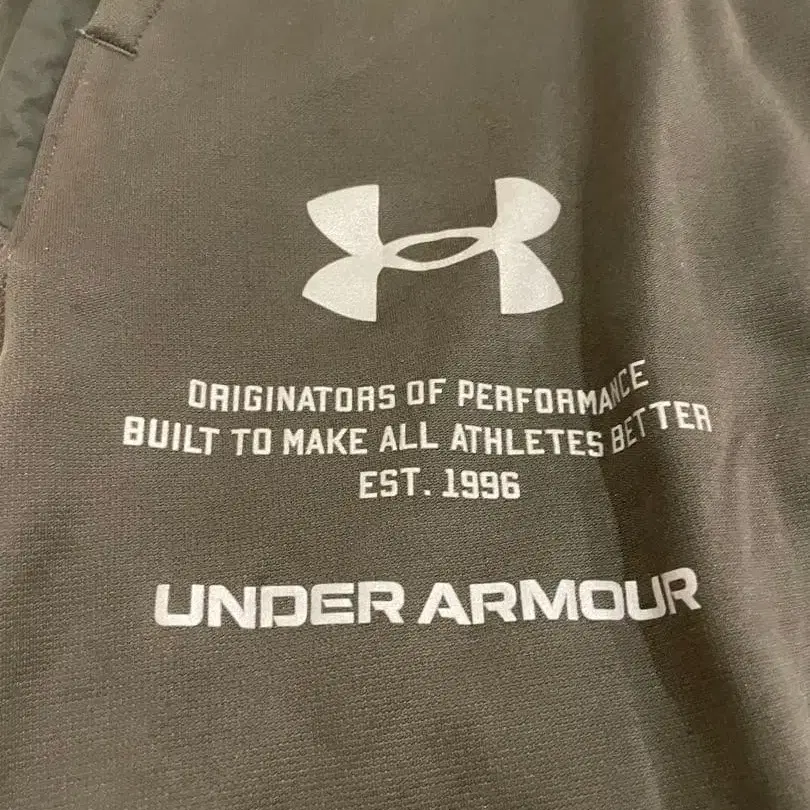 ORIGINATORS OF PERFORMANCE
BUILT TO MAKE ALL ATHLETES BETTER
EST. 1996
UNDER ARMOUR